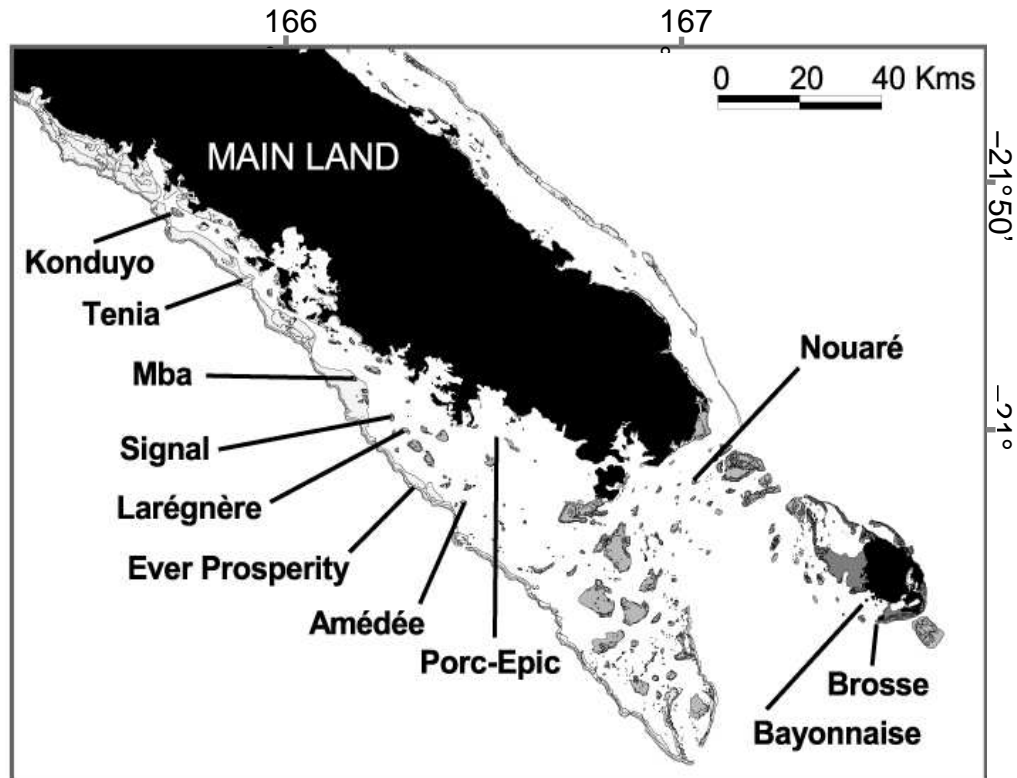 166°
167°
0 20 40 Kms
MAIN LAND
–21°50’
Konduyo
Tenia
Nouaré
Mba
–21°
Signal
Larégnère
Ever Prosperity
Amédée
Porc-Epic
Brosse
Bayonnaise